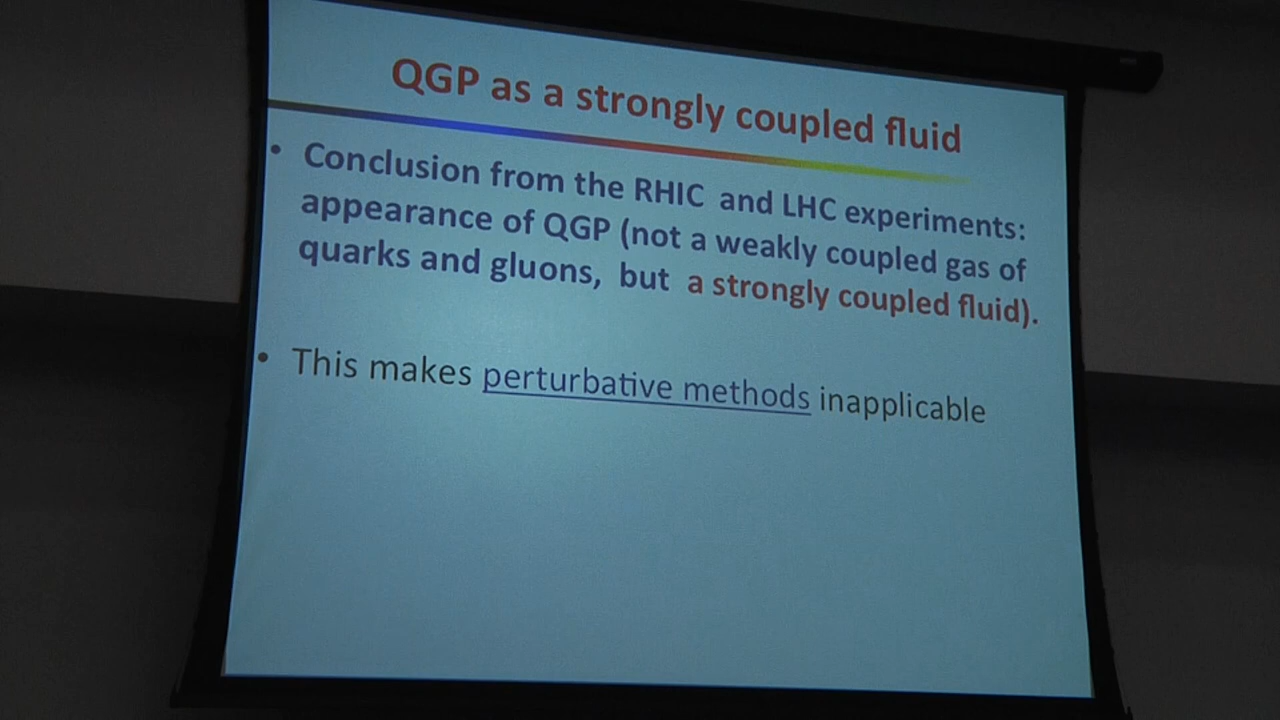 QGP as a strongly coupled fluid
• Conclusion from the RHIC and LHC experiments:
appearance of QGP (not a weakly coupled gas of
quarks and gluons, but a strongly coupled fluid).
• This makes perturbative methods inapplicable